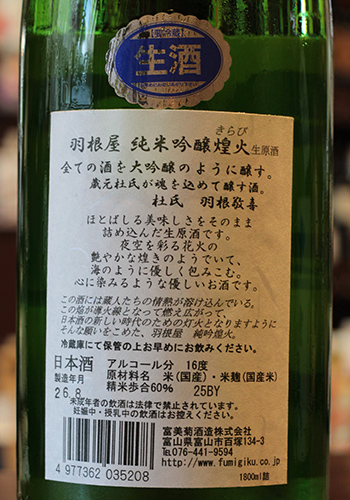 要冷蔵
生酒
きらび
羽根屋 純米吟醸煌火生原酒
全ての酒を大吟醸のように醸す。
蔵元杜氏が魂を込めて醸す酒。
杜氏 羽根敬喜
ほとばしる美味しさをそのまま
詰め込んだ生原酒です。
夜空を彩る花火の
艶やかな煌きのようでいて、
海のように優しく包みこむ。
心に染みるような優しいお酒です。
この酒には蔵人たちの情熱が溶け込んでいる。
この焔が導火線となって燃え広がって、
日本酒の新しい時代のための灯火となりますように
そんな願いをこめた、羽根屋 純吟煌火。
冷蔵庫にて保管の上お早めにお飲みください。
日本酒 アルコール分 16度
製造年月 原材料名 米(国産)・米麹(国産米)
26.8 精米歩合60% 25BY
未成年者の飲酒は法律で禁止されています。
妊娠中・授乳中の飲酒はお控えください。
富美菊酒造株式会社
富山県富山市百塚134-3
℡076-441-9594
http://www.fumigiku.co.jp
4 977362 035208
1800ml詰